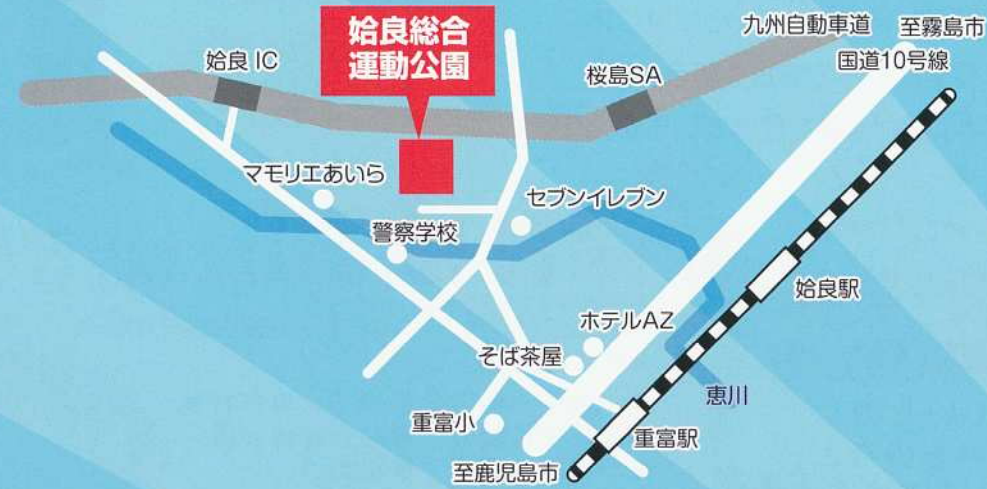 九州自動車道
至霧島市
始良総合
運動公園
国道10号線
始良 IC
桜島SA
マモリエあいら
セブンイレブン
警察学校
始良駅
ホテルAZ
そば茶屋
恵川
重富小
重富駅
至鹿児島市